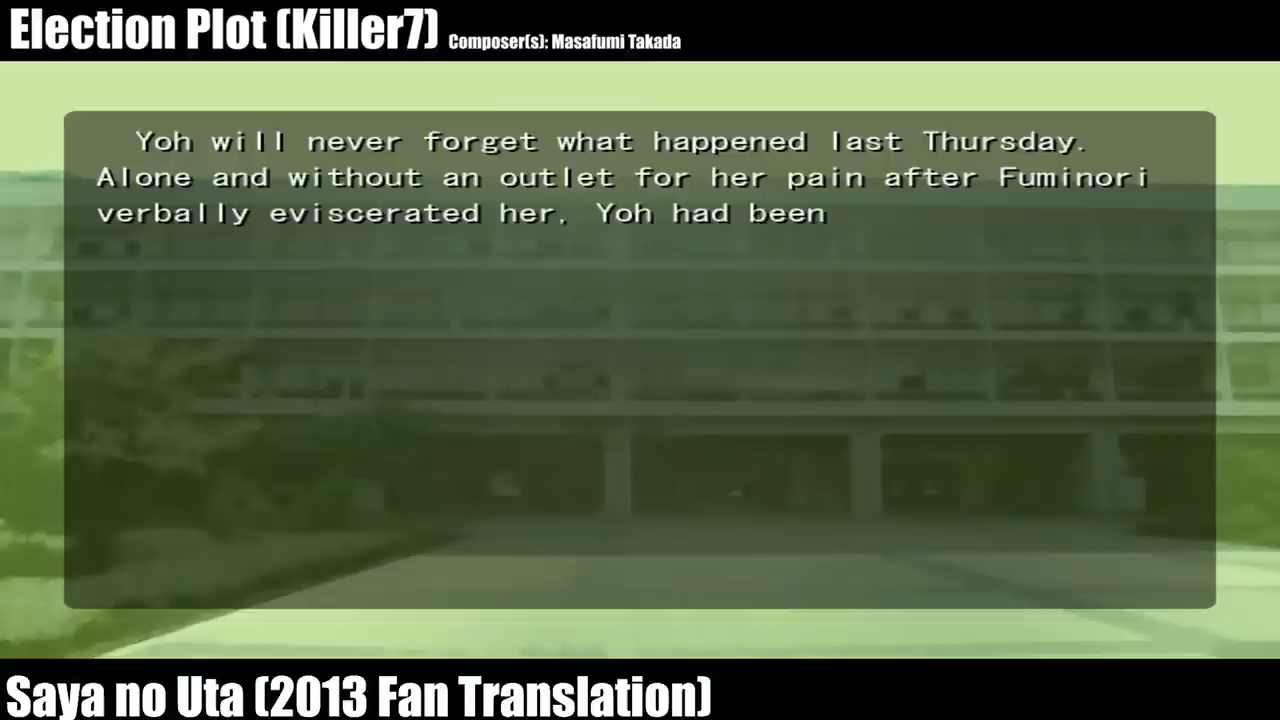 Election Plot (Killer7) Composer(s): Masafumi Takada
Yoh will never forget what happened last Thursday.
Alone and without an outlet for her pain after Fuminori
verbally eviscerated her, Yoh had been
Saya no Uta (2013 Fan Translation)